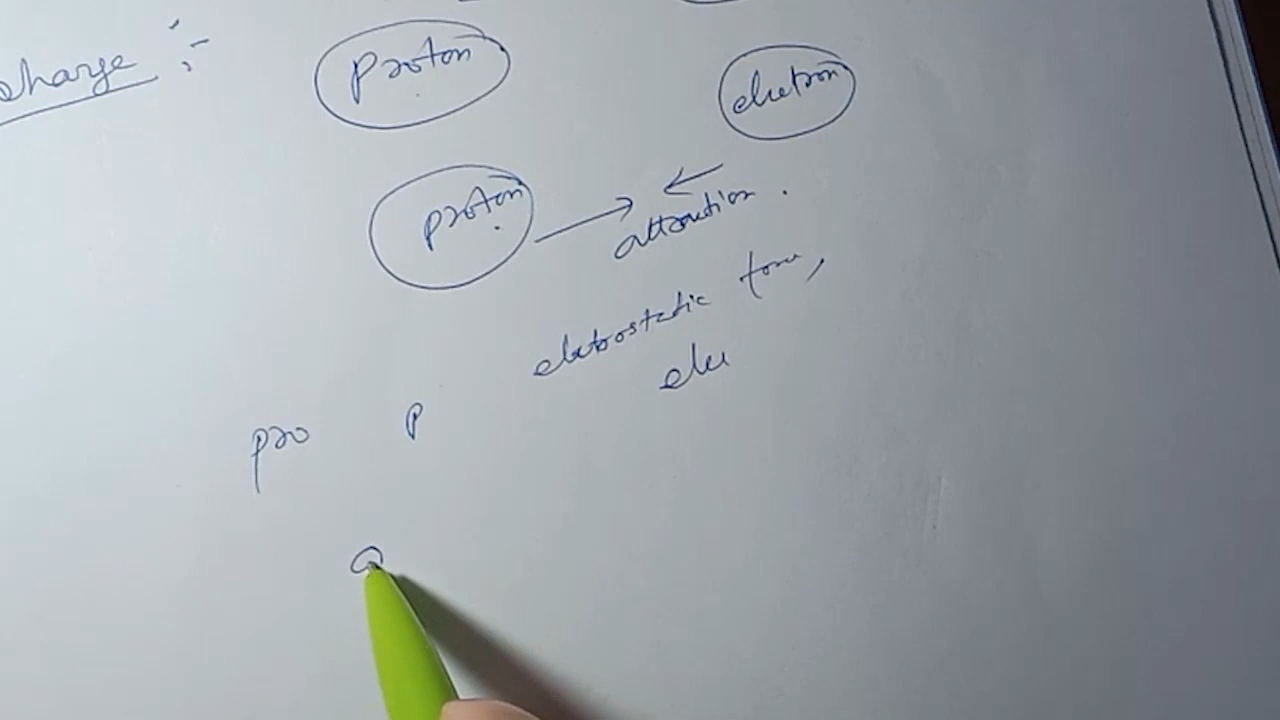 charge :-
proton electron
proton attraction.
electrostatic force,
ele
pro p